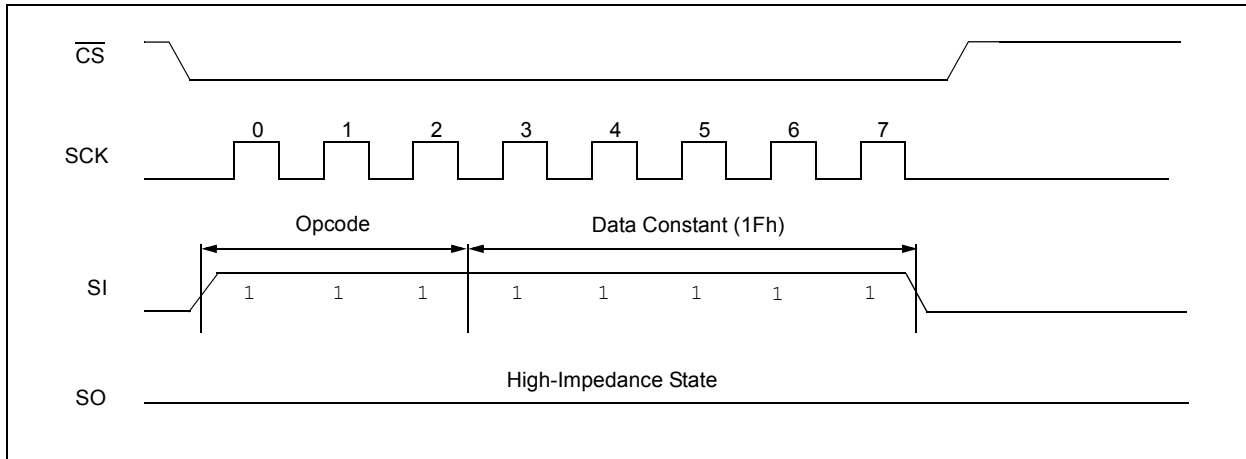 CS
0 1 2 3 4 5 6 7
SCK
Opcode Data Constant (1Fh)
SI
1 1 1 1 1 1 1 1
High-Impedance State
SO